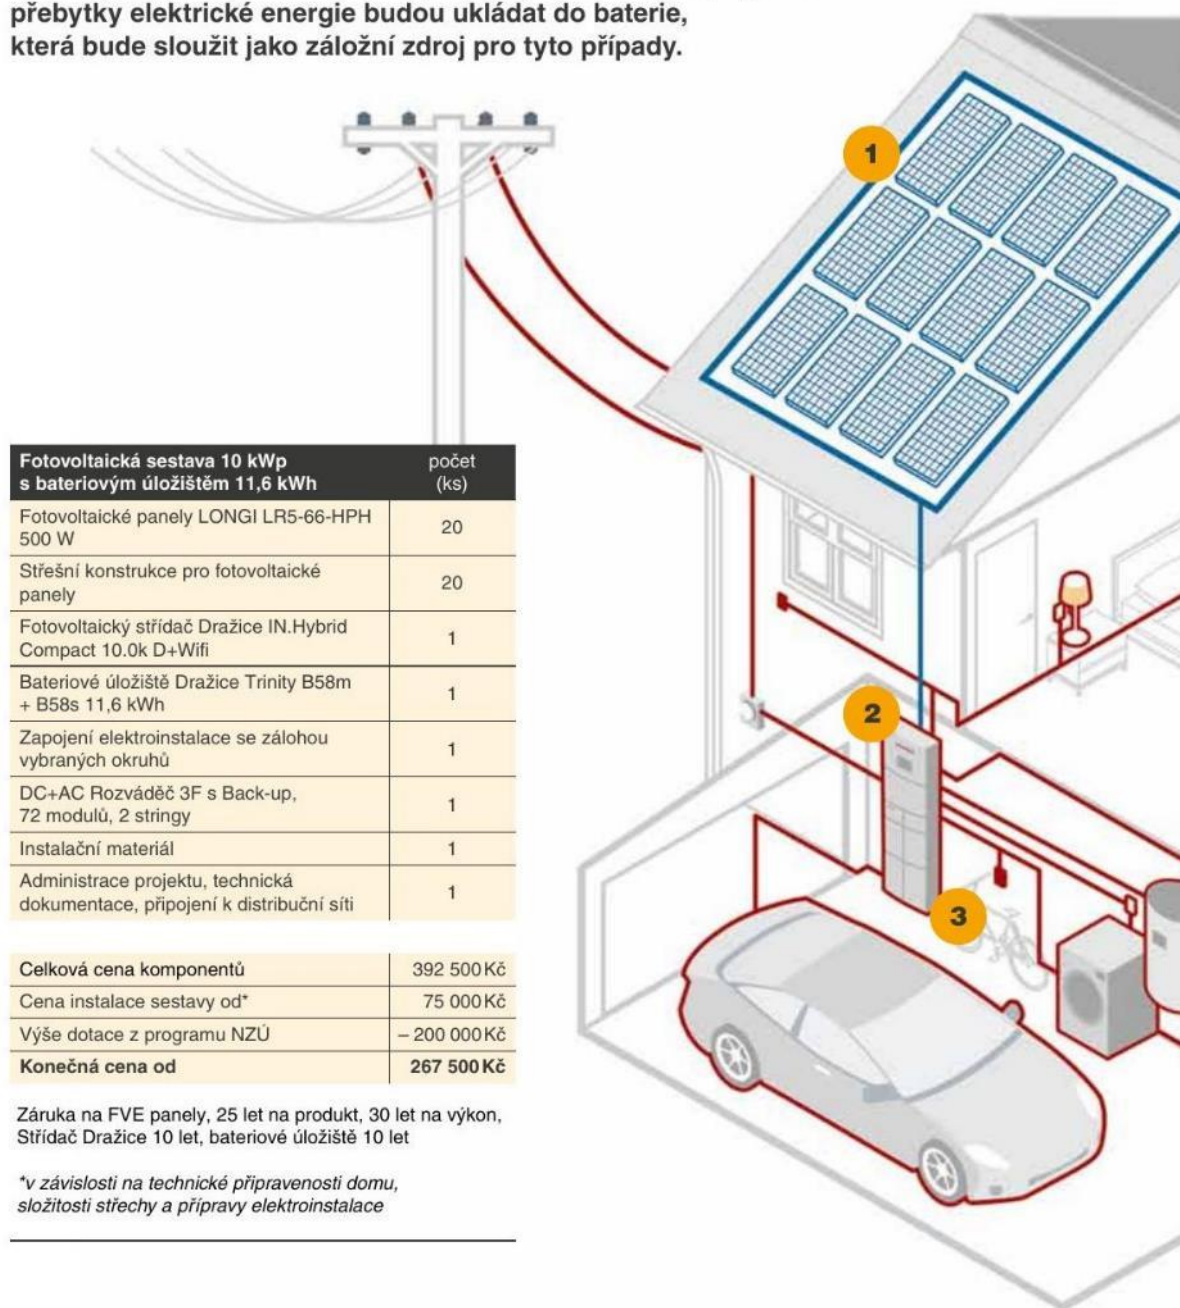 přebytky elektrické energie budou ukládat do baterie,
která bude sloužit jako záložní zdroj pro tyto případy.
1
2
3
Fotovoltaická sestava 10 kWp
s bateriovým úložištěm 11,6 kWh
počet
(ks)
Fotovoltaické panely LONGI LR5-66-HPH
500 W
20
Střešní konstrukce pro fotovoltaické
panely
20
Fotovoltaický střídač Dražice IN.Hybrid
Compact 10.0k D+Wifi
1
Bateriové úložiště Dražice Trinity B58m
+ B58s 11,6 kWh
1
Zapojení elektroinstalace se zálohou
vybraných okruhů
1
DC+AC Rozváděč 3F s Back-up,
72 modulů, 2 stringy
1
Instalační materiál 1
Administrace projektu, technická
dokumentace, připojení k distribuční síti
1
Celková cena komponentů 392 500 Kč
Cena instalace sestavy od* 75 000 Kč
Výše dotace z programu NZÚ – 200 000 Kč
Konečná cena od 267 500 Kč
Záruka na FVE panely, 25 let na produkt, 30 let na výkon,
Střídač Dražice 10 let, bateriové úložiště 10 let
*v závislosti na technické připravenosti domu,
složitosti střechy a přípravy elektroinstalace